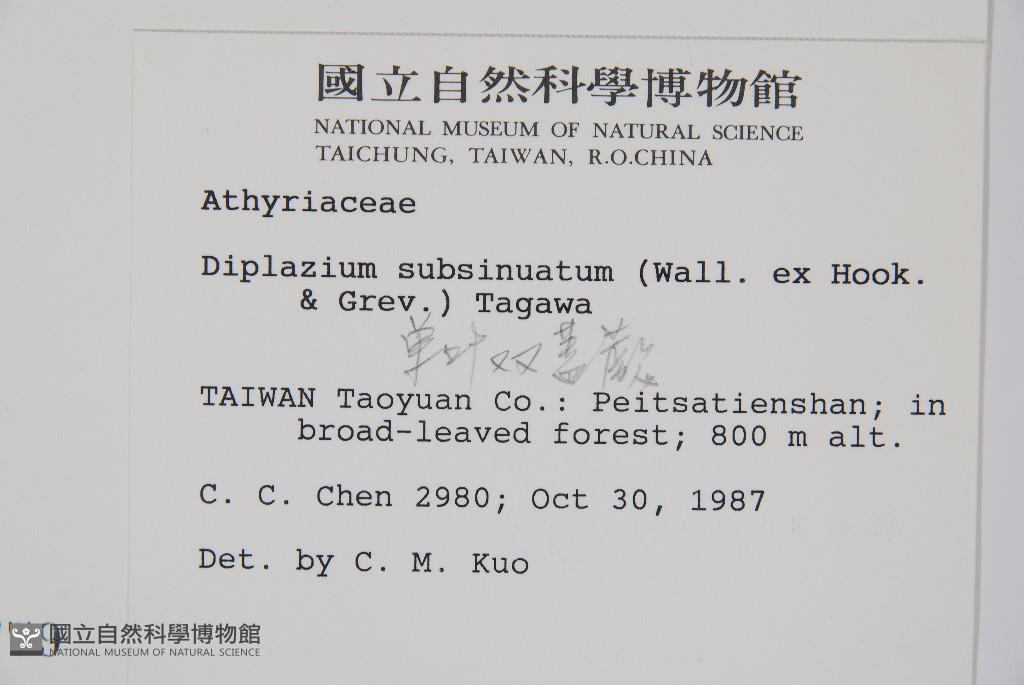 國立自然科學博物館
NATIONAL MUSEUM OF NATURAL SCIENCE
TAICHUNG, TAIWAN, R.O.CHINA
Athyriaceae
Diplazium subsinuatum (Wall. ex Hook.
& Grev.) Tagawa
単叶双蓋蕨
TAIWAN Taoyuan Co.: Peitsatienshan; in
broad-leaved forest; 800 m alt.
C. C. Chen 2980; Oct 30, 1987
Det. by C. M. Kuo
國立自然科學博物館
NATIONAL MUSEUM OF NATURAL SCIENCE